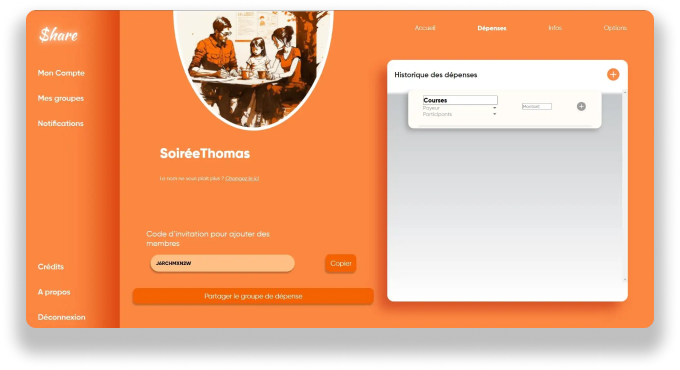 $hare
Accueil
Dépenses
Infos
Options
Mon Compte
Mes groupes
Notifications
Crédits
A propos
Déconnexion
SoiréeThomas
Le nom ne vous plaît plus ? Changez le ici
Code d'invitation pour ajouter des
membres
J6RCHMXN2W
Copier
Partager le groupe de dépense
Historique des dépenses
Courses
Payeur
Participants
Montant